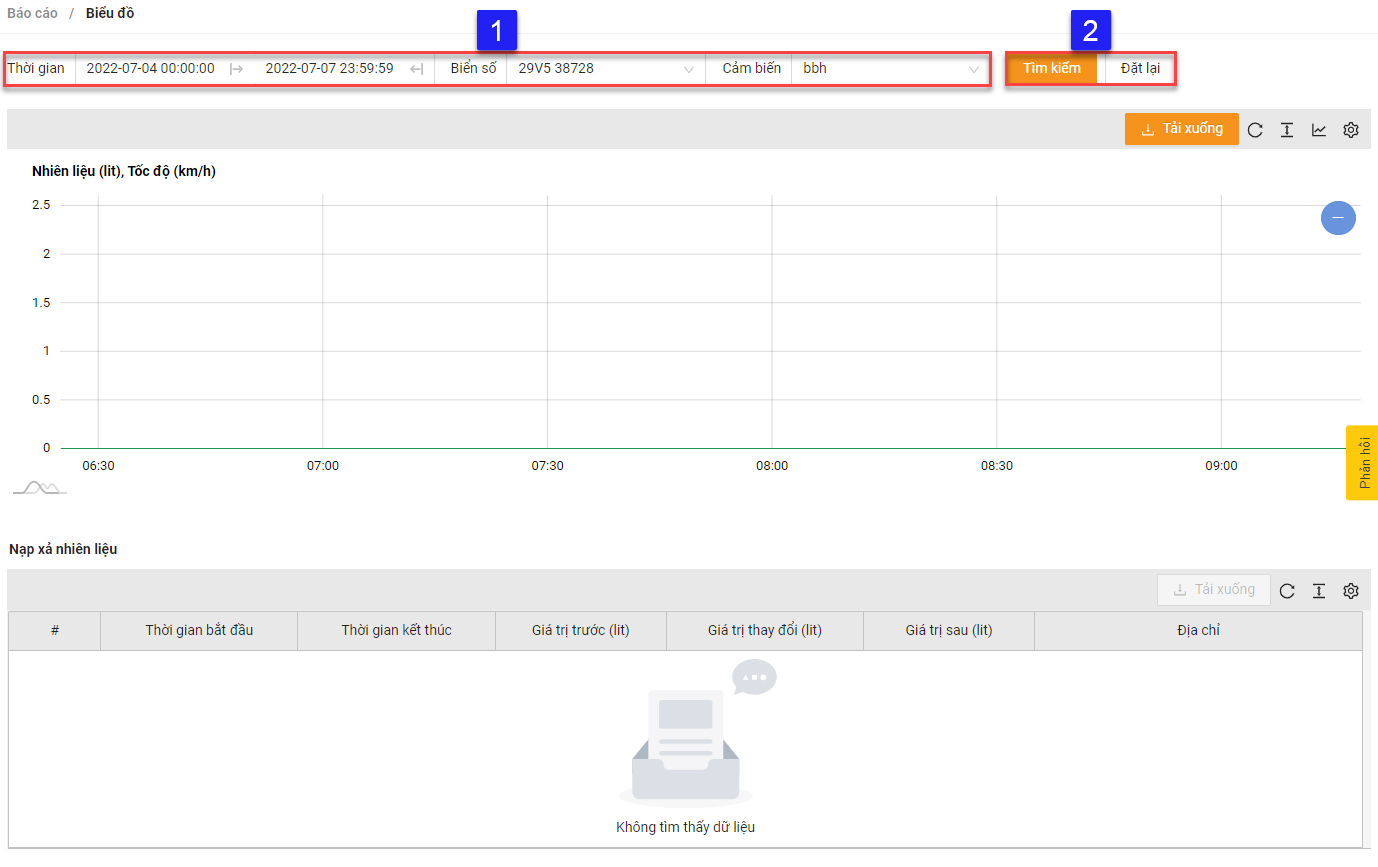 Báo cáo / Biểu đồ
1 2
Thời gian 2022-07-04 00:00:00 2022-07-07 23:59:59 Biển số 29V5 38728 Cảm biến bbh Tìm kiếm Đặt lại
Tải xuống
Nhiên liệu (lit), Tốc độ (km/h)
2.5
2
1.5
1
0.5
0
06:30 07:00 07:30 08:00 08:30 09:00
Phản hồi
Nạp xả nhiên liệu
Tải xuống
# Thời gian bắt đầu Thời gian kết thúc Giá trị trước (lit) Giá trị thay đổi (lit) Giá trị sau (lit) Địa chỉ
Không tìm thấy dữ liệu